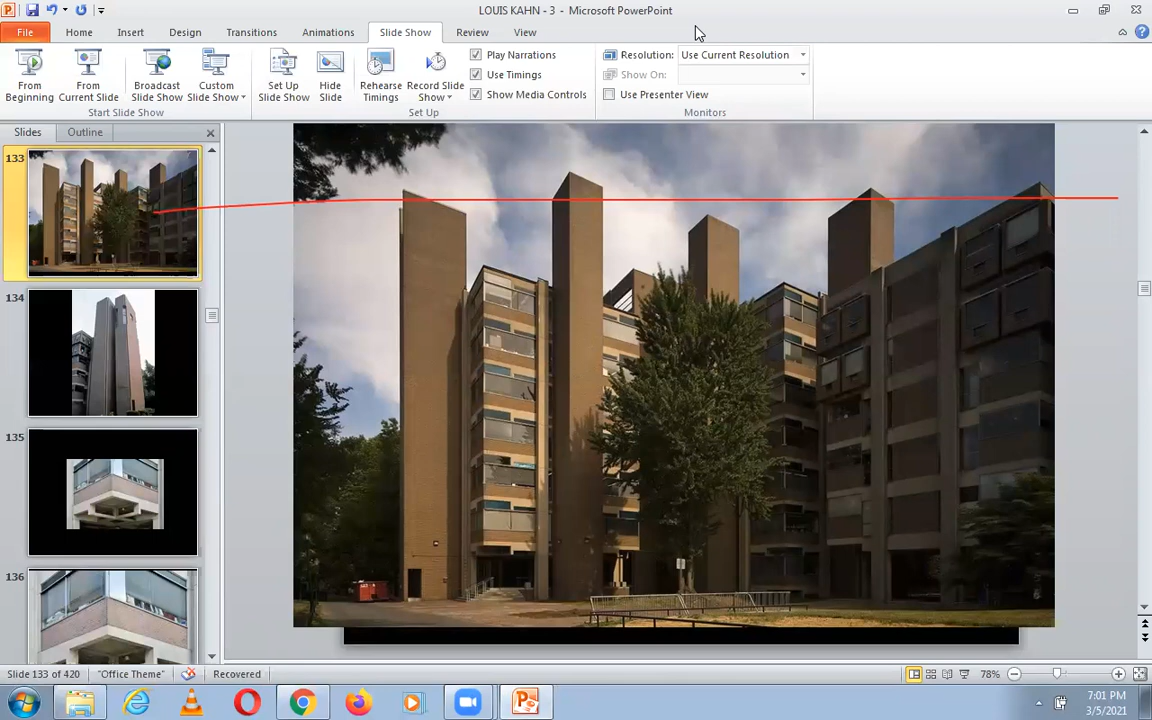 LOUIS KAHN - 3 - Microsoft PowerPoint
File Home Insert Design Transitions Animations Slide Show Review View
From Beginning
From Current Slide
Broadcast Slide Show
Custom Slide Show
Start Slide Show
Set Up Slide Show
Hide Slide
Rehearse Timings
Record Slide Show
Play Narrations
Use Timings
Show Media Controls
Set Up
Resolution: Use Current Resolution
Show On:
Use Presenter View
Monitors
Slides Outline
133
134
135
136
Slide 133 of 420 "Office Theme" Recovered 78%
7:01 PM
3/5/2021